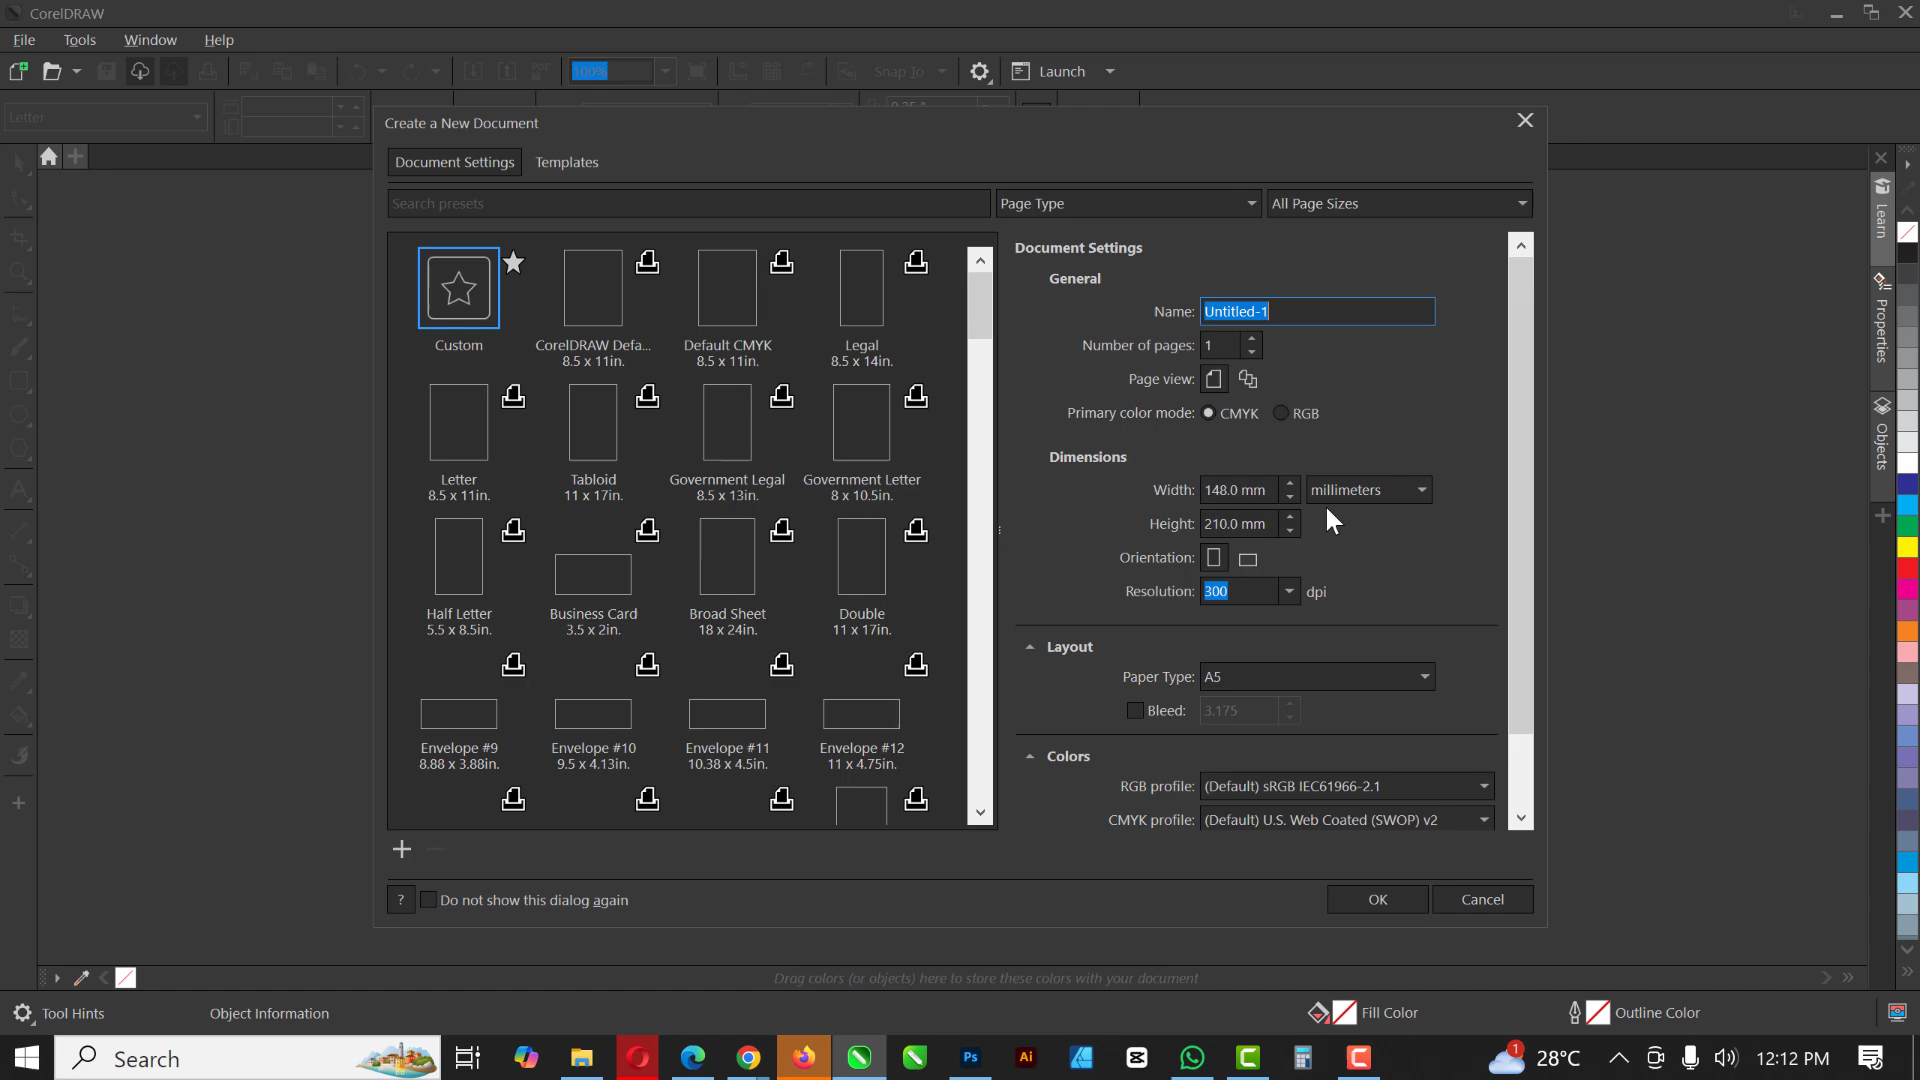 CorelDRAW
File Tools Window Help
100% Snap To Launch
Letter
Create a New Document
Document Settings Templates
Search presets Page Type All Page Sizes
Custom
CorelDRAW Defa...
8.5 x 11in.
Default CMYK
8.5 x 11in.
Legal
8.5 x 14in.
Letter
8.5 x 11in.
Tabloid
11 x 17in.
Government Legal
8.5 x 13in.
Government Letter
8 x 10.5in.
Half Letter
5.5 x 8.5in.
Business Card
3.5 x 2in.
Broad Sheet
18 x 24in.
Double
11 x 17in.
Envelope #9
8.88 x 3.88in.
Envelope #10
9.5 x 4.13in.
Envelope #11
10.38 x 4.5in.
Envelope #12
11 x 4.75in.
Document Settings
General
Name: Untitled-1
Number of pages: 1
Page view:
Primary color mode: CMYK RGB
Dimensions
Width: 148.0 mm millimeters
Height: 210.0 mm
Orientation:
Resolution: 300 dpi
Layout
Paper Type: A5
Bleed: 3.175
Colors
RGB profile: (Default) sRGB IEC61966-2.1
CMYK profile: (Default) U.S. Web Coated (SWOP) v2
? Do not show this dialog again
OK Cancel
Learn
Properties
Objects
Drag colors (or objects) here to store these colors with your document
Tool Hints Object Information Fill Color Outline Color
Search Ps Ai 1 28°C 12:12 PM